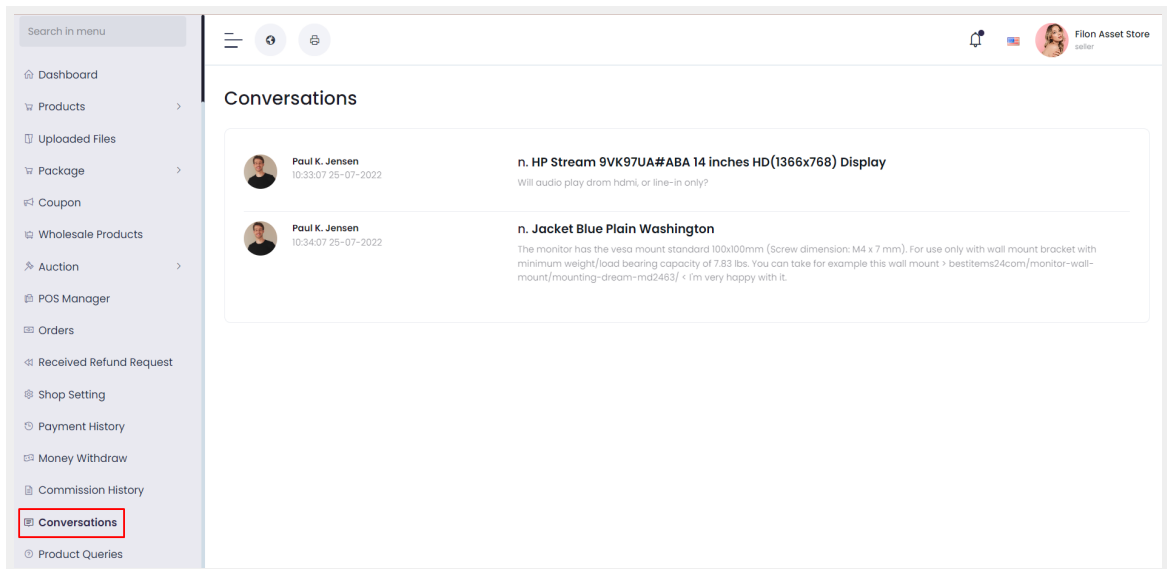 Search in menu
Dashboard
Products
Uploaded Files
Package
Coupon
Wholesale Products
Auction
POS Manager
Orders
Received Refund Request
Shop Setting
Payment History
Money Withdraw
Commission History
Conversations
Product Queries
Filon Asset Store
seller
Conversations
Paul K. Jensen
10:33:07 25-07-2022
n. HP Stream 9VK97UA#ABA 14 inches HD(1366x768) Display
Will audio play drom hdmi, or line-in only?
Paul K. Jensen
10:34:07 25-07-2022
n. Jacket Blue Plain Washington
The monitor has the vesa mount standard 100x100mm (Screw dimension: M4 x 7 mm). For use only with wall mount bracket with
minimum weight/load bearing capacity of 7.83 lbs. You can take for example this wall mount > bestitems24com/monitor-wall-
mount/mounting-dream-md2463/ < I'm very happy with it.